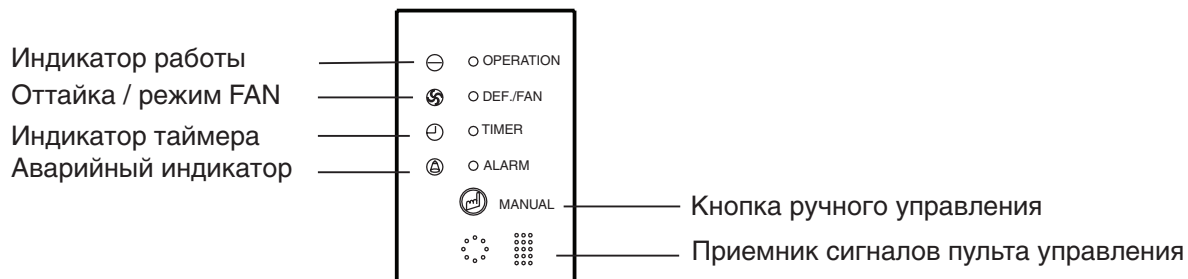 Индикатор работы
OPERATION
Оттайка / режим FAN
DEF./FAN
Индикатор таймера
TIMER
Аварийный индикатор
ALARM
MANUAL
Кнопка ручного управления
Приемник сигналов пульта управления